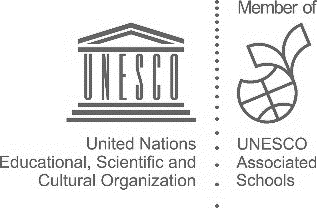 UNESCO
United Nations
Educational, Scientific and
Cultural Organization
Member of
UNESCO
Associated
Schools